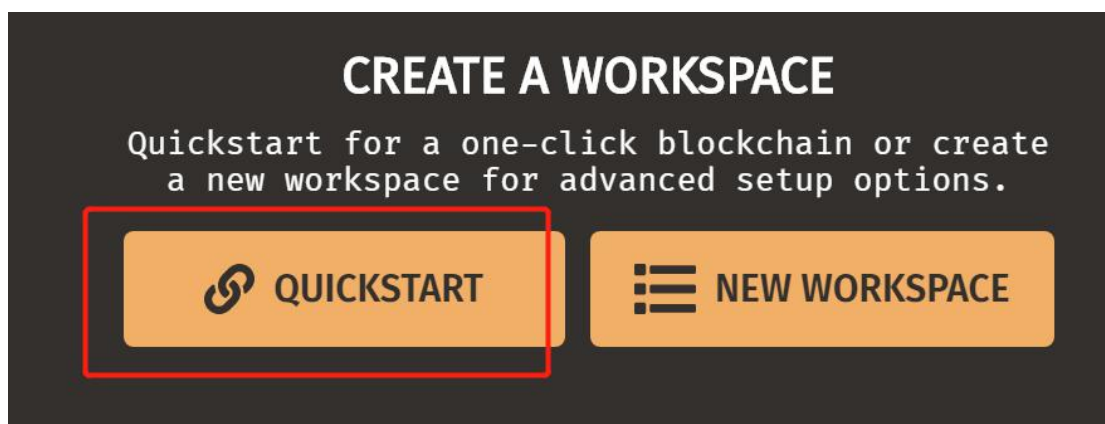 CREATE A WORKSPACE
Quickstart for a one-click blockchain or create
a new workspace for advanced setup options.
QUICKSTART
NEW WORKSPACE